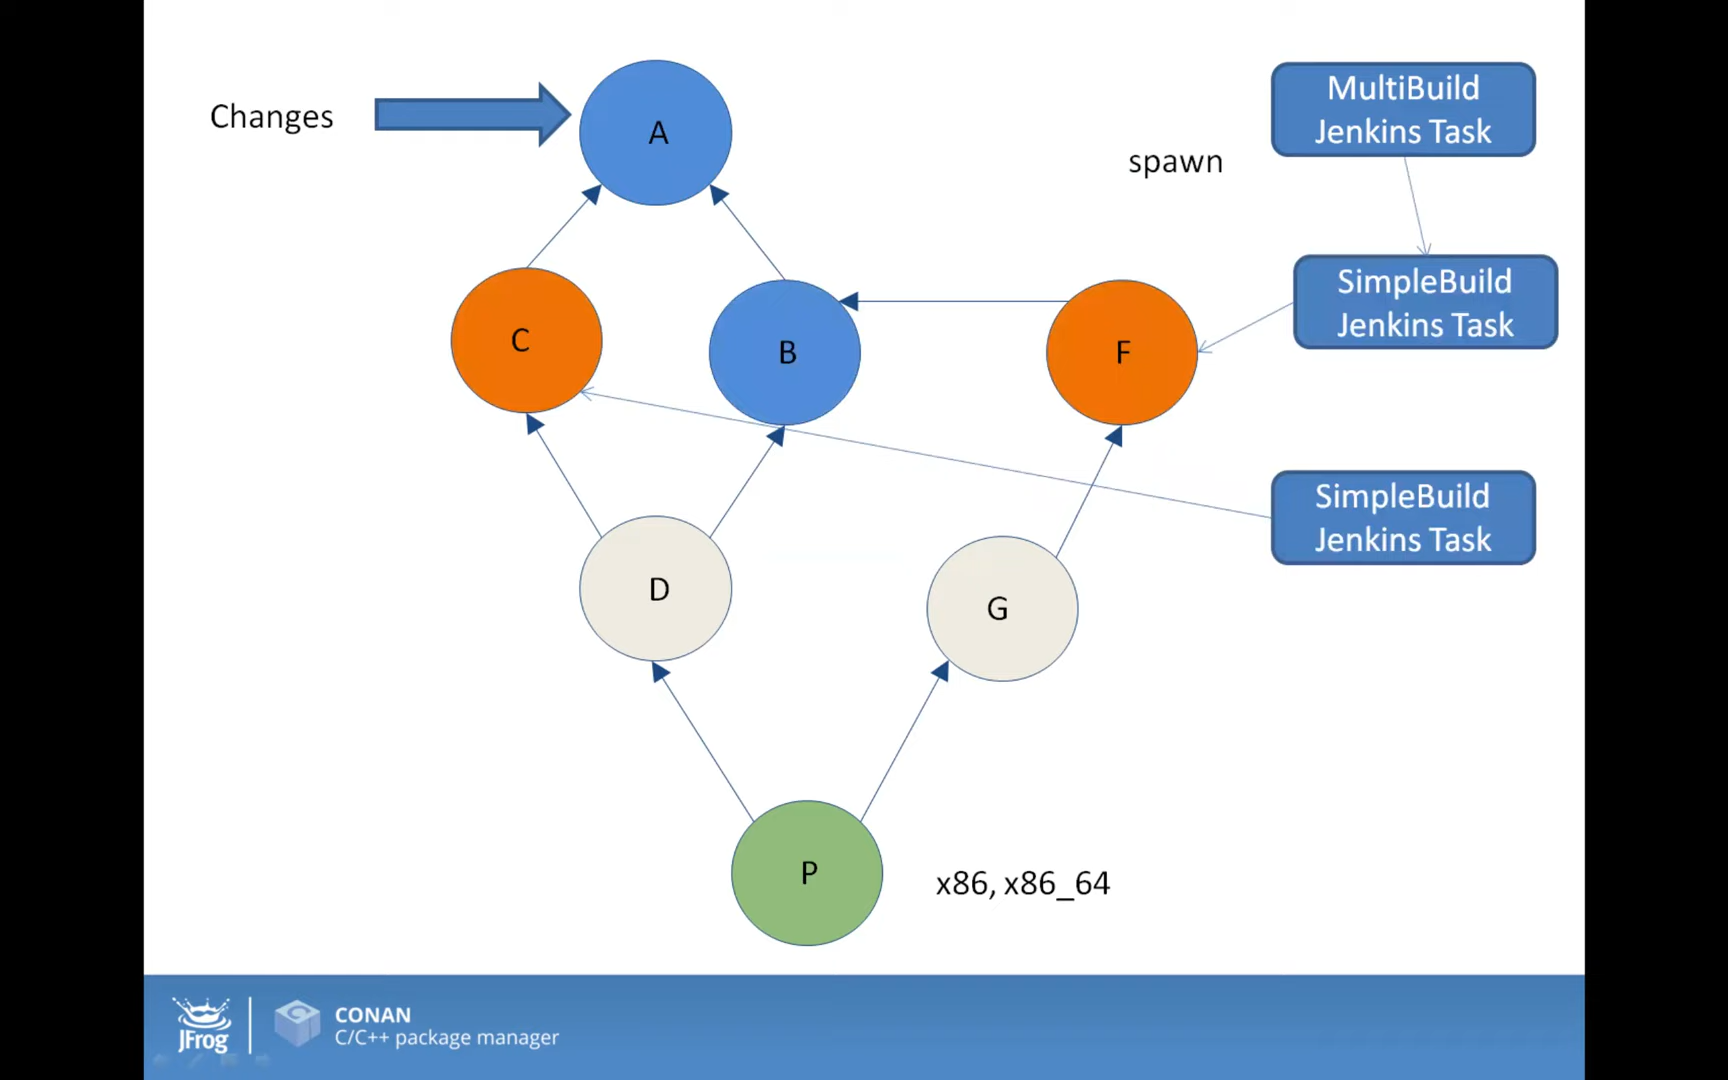 Changes
A
MultiBuild
Jenkins Task
spawn
SimpleBuild
Jenkins Task
C
B
F
SimpleBuild
Jenkins Task
D
G
P
x86, x86_64
JFrog
CONAN
C/C++ package manager